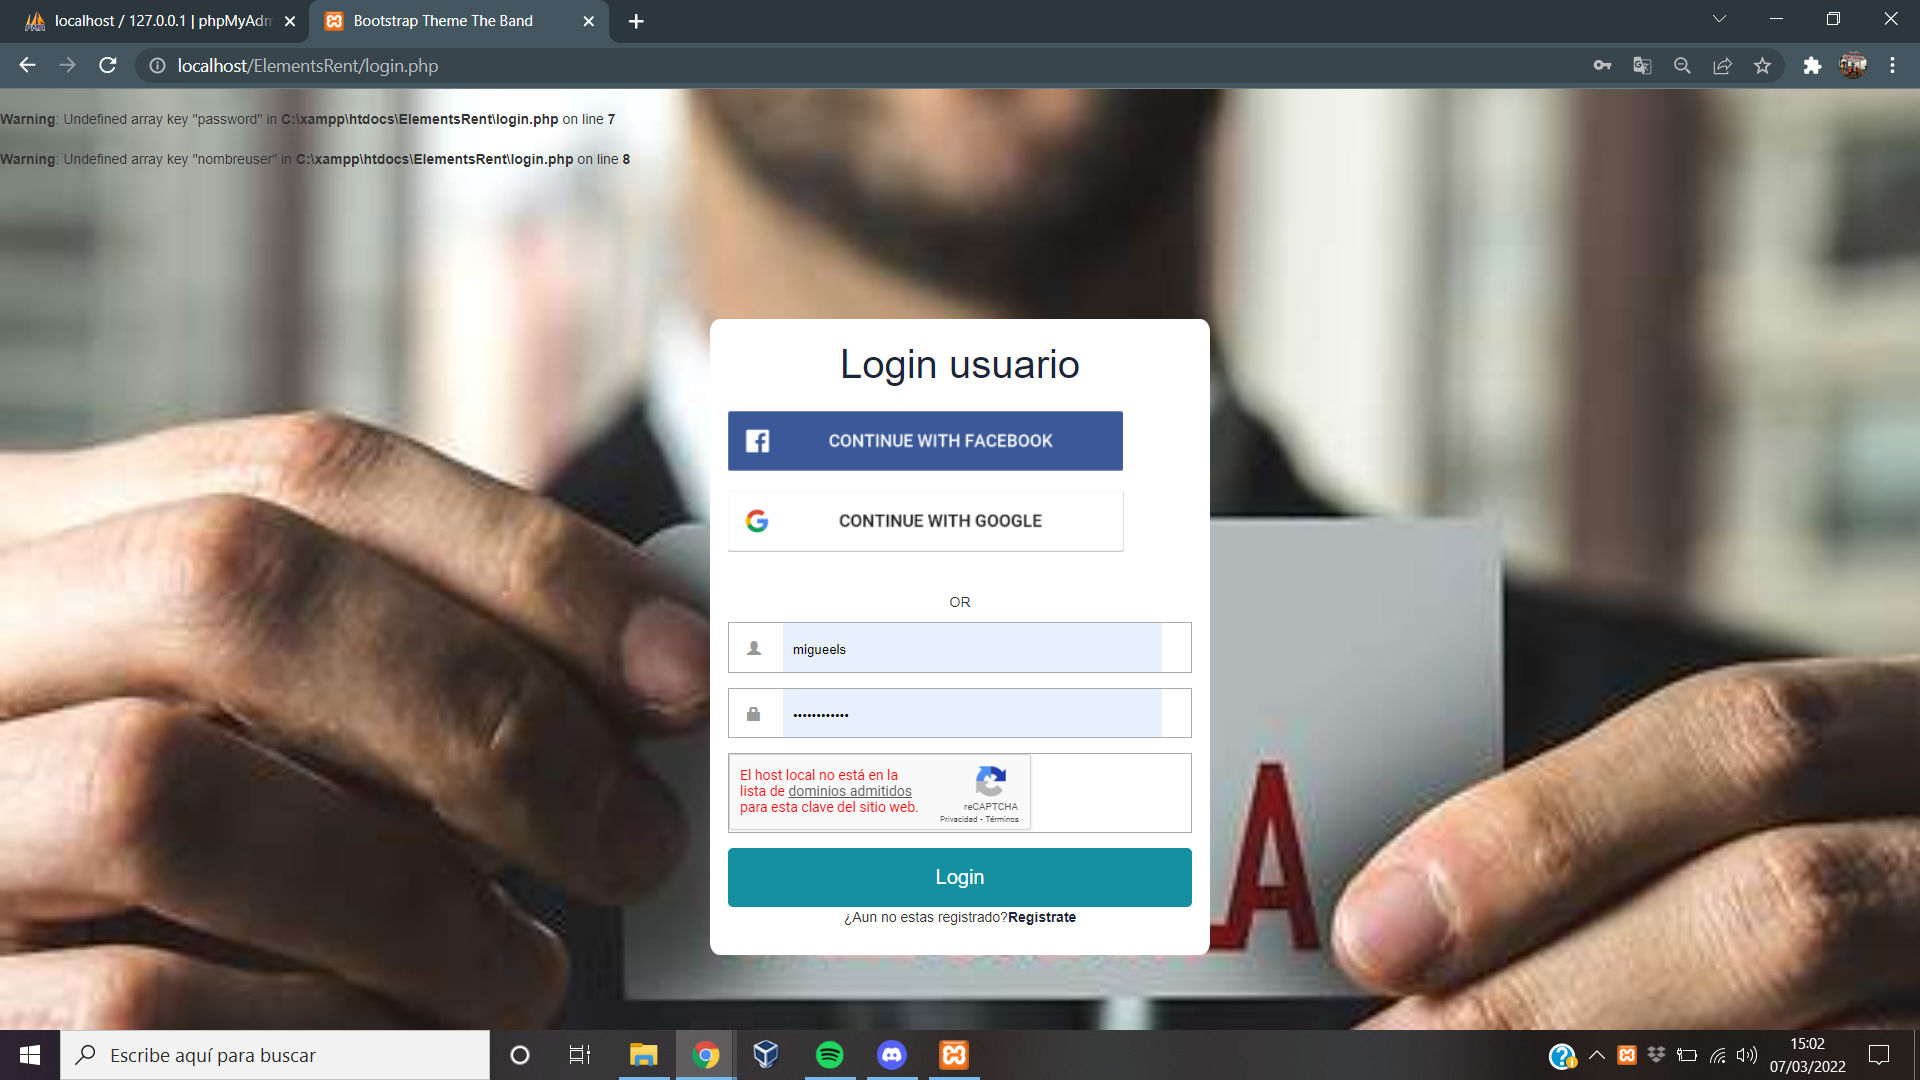 localhost / 127.0.0.1 | phpMyAdm
Bootstrap Theme The Band
localhost/ElementsRent/login.php
Warning: Undefined array key "password" in C:\xampp\htdocs\ElementsRent\login.php on line 7
Warning: Undefined array key "nombreuser" in C:\xampp\htdocs\ElementsRent\login.php on line 8
Login usuario
CONTINUE WITH FACEBOOK
CONTINUE WITH GOOGLE
OR
migueels
••••••••••••
El host local no está en la
lista de dominios admitidos
para esta clave del sitio web.
reCAPTCHA
Privacidad - Términos
Login
¿Aun no estas registrado?Registrate
LA
Escribe aquí para buscar
15:02
07/03/2022